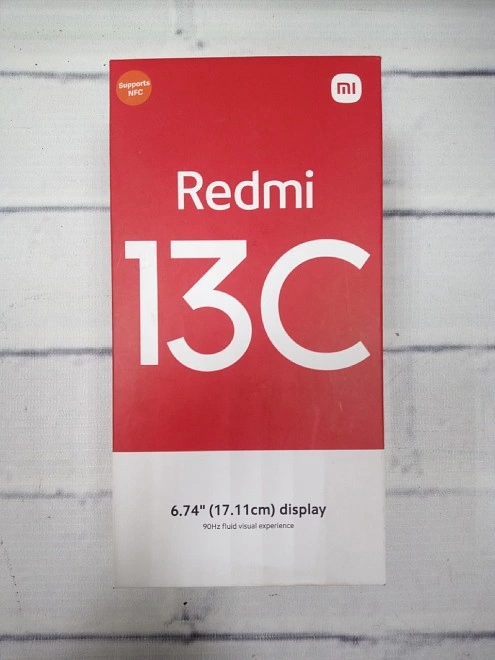 Supports
NFC
mi
Redmi
13C
6.74" (17.11cm) display
90Hz fluid visual experience